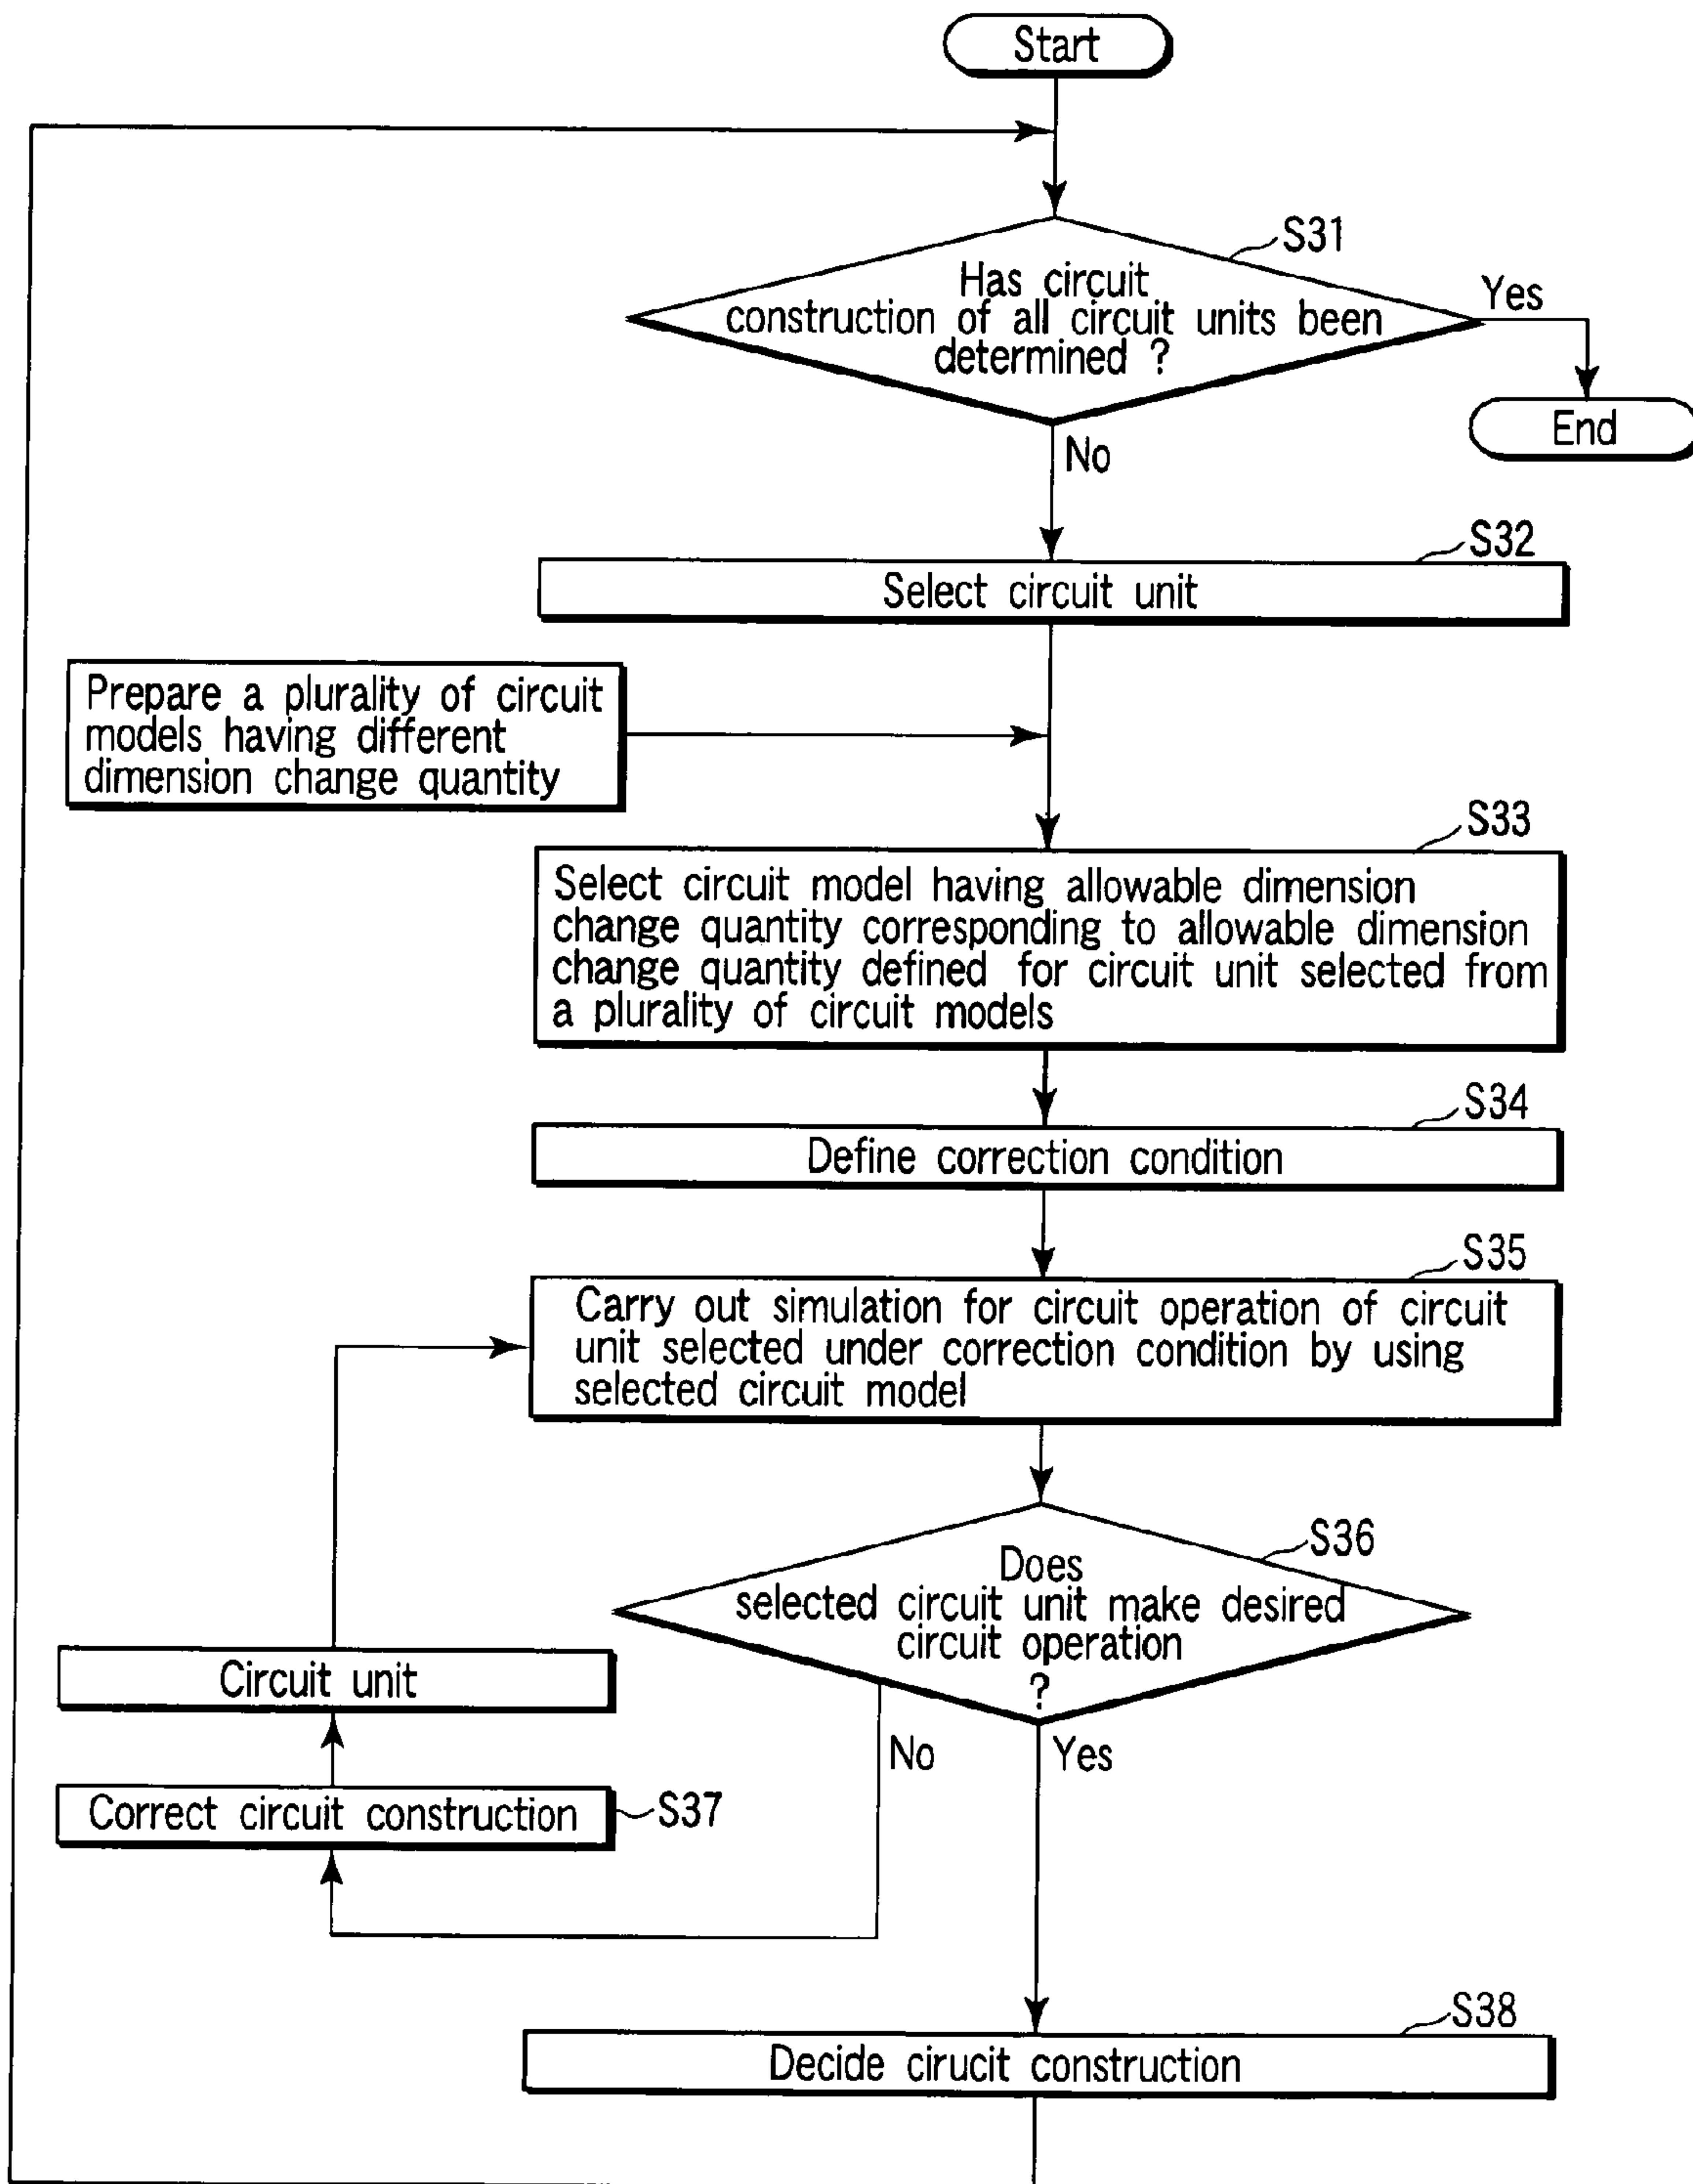 Start
S31
Has circuit
construction of all circuit units been
determined ?
Yes
End
No
S32
Select circuit unit
Prepare a plurality of circuit
models having different
dimension change quantity
S33
Select circuit model having allowable dimension
change quantity corresponding to allowable dimension
change quantity defined for circuit unit selected from
a plurality of circuit models
S34
Define correction condition
S35
Carry out simulation for circuit operation of circuit
unit selected under correction condition by using
selected circuit model
S36
Does
selected circuit unit make desired
circuit operation
?
Circuit unit
No
Yes
Correct circuit construction
S37
S38
Decide cirucit construction